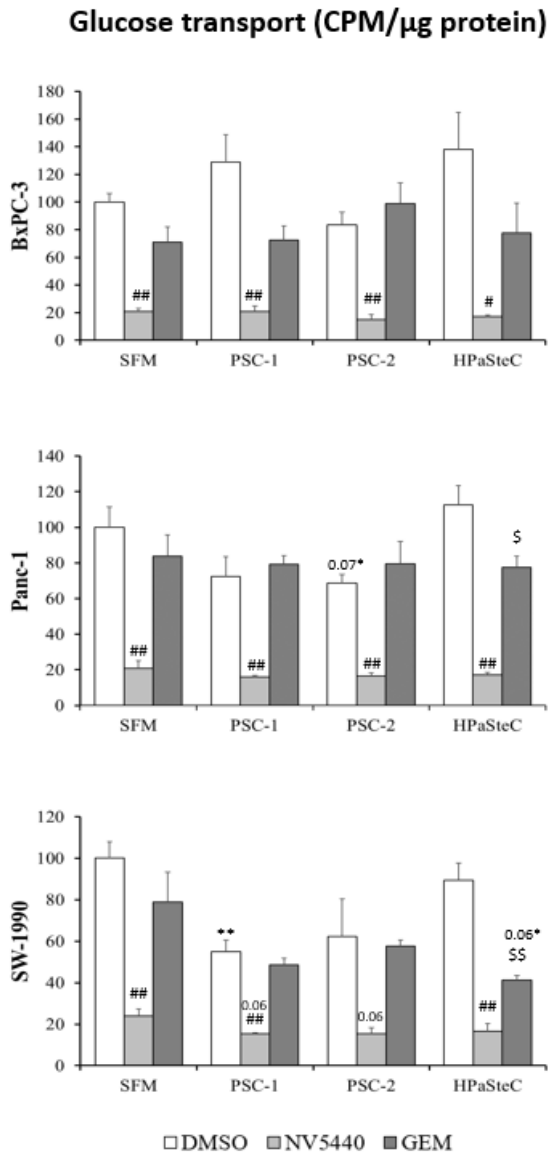 Glucose transport (CPM/µg protein)
BxPC-3
180
160
140
120
100
80
60
40
20
0
## ## ## #
SFM PSC-1 PSC-2 HPaSteC
Panc-1
140
120
100
80
60
40
20
0
0.07* $
## ## ## ##
SFM PSC-1 PSC-2 HPaSteC
SW-1990
120
100
80
60
40
20
0
** 0.06*
$$
0.06 0.06
## ## ##
SFM PSC-1 PSC-2 HPaSteC
DMSO NV5440 GEM